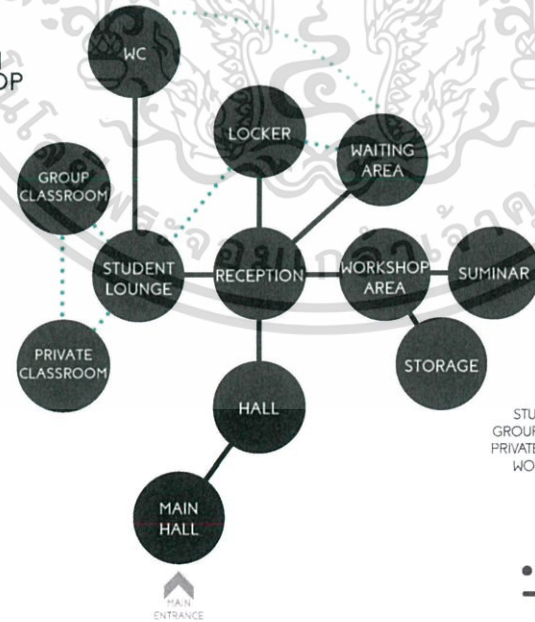 OP
WC
LOCKER
WAITING
AREA
GROUP
CLASSROOM
STUDENT
LOUNGE
RECEPTION
WORKSHOP
AREA
SUMINAR
PRIVATE
CLASSROOM
STORAGE
HALL
STU
GROUP
PRIVATE
WO
MAIN
HALL
MAIN
ENTRANCE